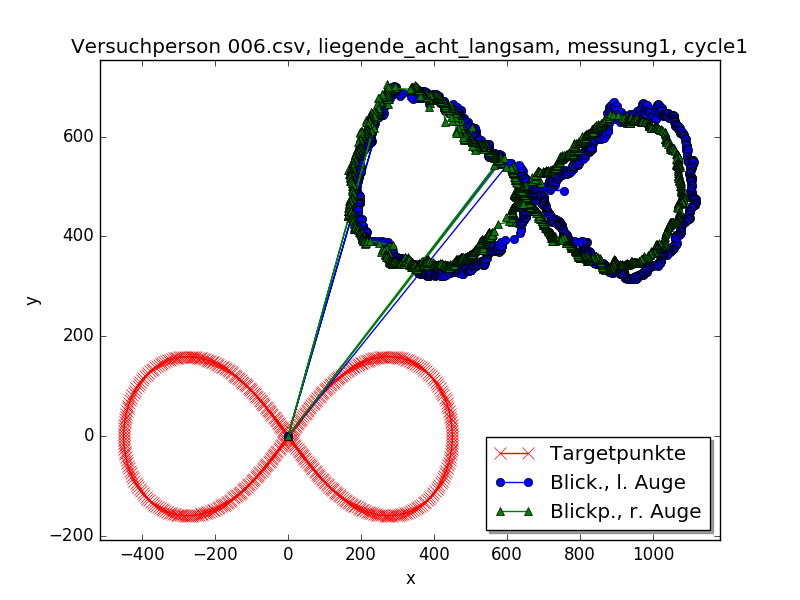 Versuchperson 006.csv, liegende_acht_langsam, messung1, cycle1
y
600
400
200
0
−200
−400
−200
0
200
400
600
800
1000
x
Targetpunkte
Blick., l. Auge
Blickp., r. Auge